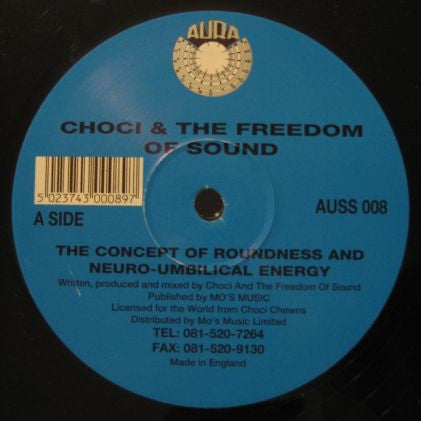 AURA
CHOCI & THE FREEDOM
OF SOUND
5 023743 000897
A SIDE
AUSS 008
THE CONCEPT OF ROUNDNESS AND
NEURO-UMBILICAL ENERGY
Writen, produced and mixed by Choci And The Freedom Of Sound
Published by MO'S MUSIC
Licensed for the World from Choci Chewns
Distributed by Mo's Music Limited
TEL: 081-520-7264
FAX: 081-520-9130
Made in England